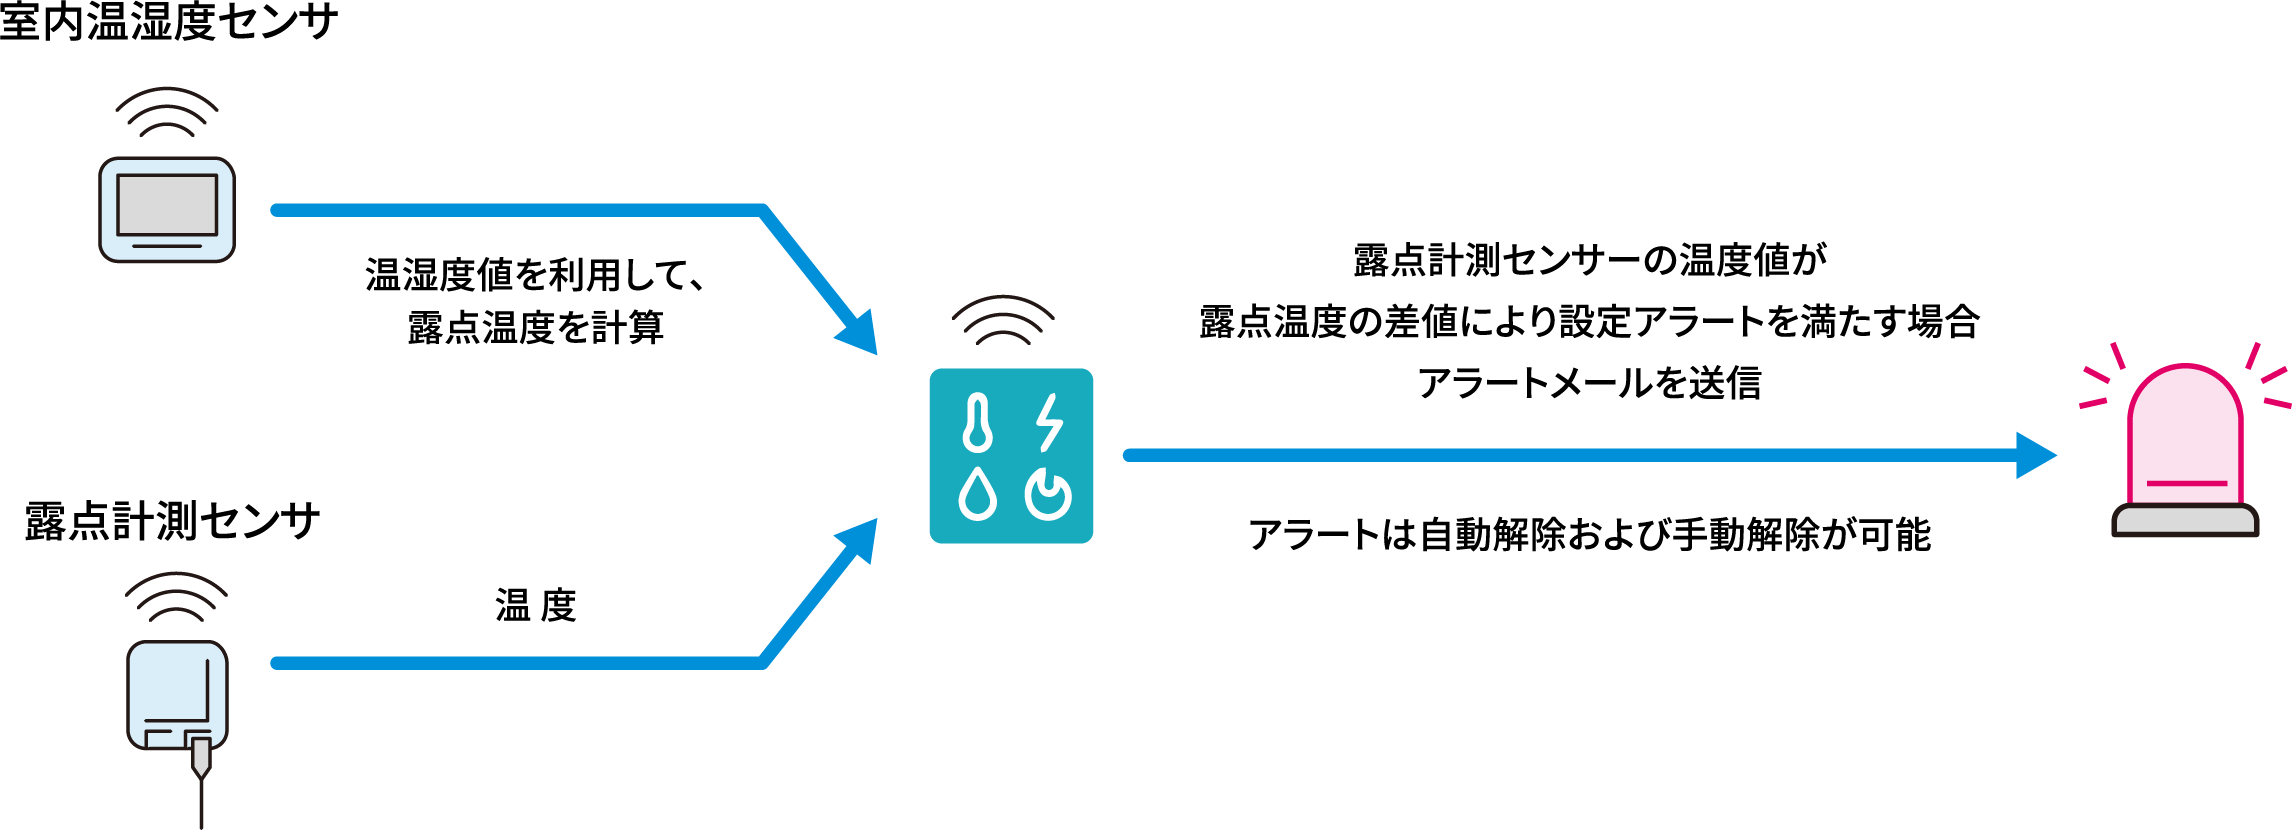 室内温湿度センサ
温湿度値を利用して、
露点温度を計算
露点計測センサーの温度値が
露点温度の差値により設定アラートを満たす場合
アラートメールを送信
アラートは自動解除および手動解除が可能
露点計測センサ
温 度